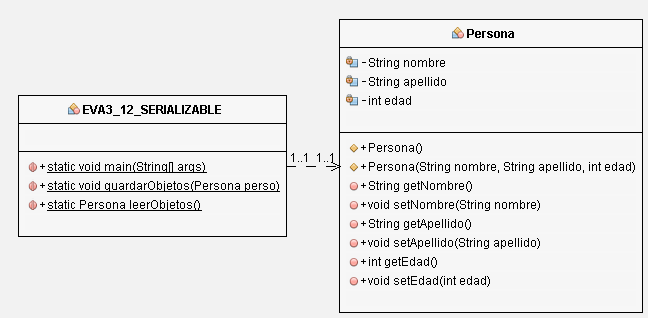 EVA3_12_SERIALIZABLE
+ static void main(String[] args)
+ static void guardarObjetos(Persona perso)
+ static Persona leerObjetos()
1..1 1..1
Persona
- String nombre
- String apellido
- int edad
+ Persona()
+ Persona(String nombre, String apellido, int edad)
+ String getNombre()
+ void setNombre(String nombre)
+ String getApellido()
+ void setApellido(String apellido)
+ int getEdad()
+ void setEdad(int edad)